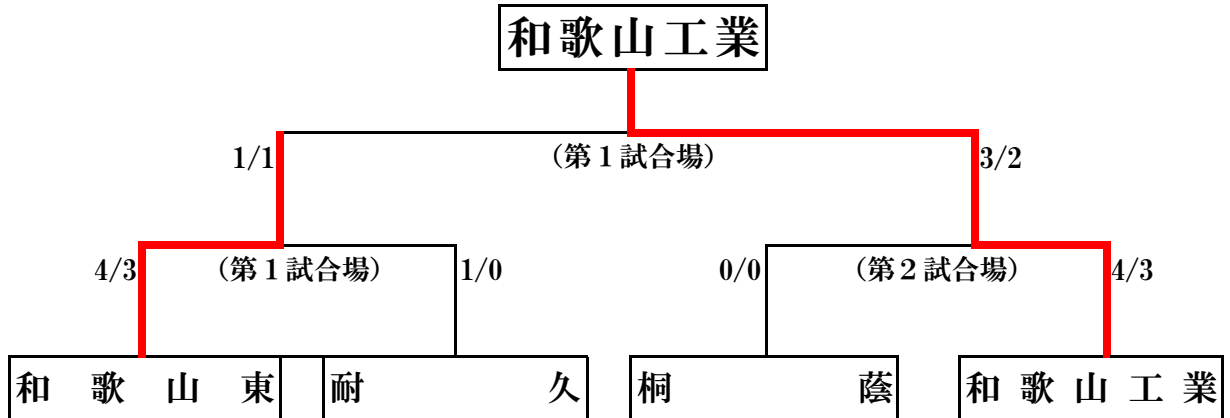 和歌山工業
1/1 (第1試合場) 3/2
4/3 (第1試合場) 1/0 0/0 (第2試合場) 4/3
和歌山東 耐久 桐蔭 和歌山工業